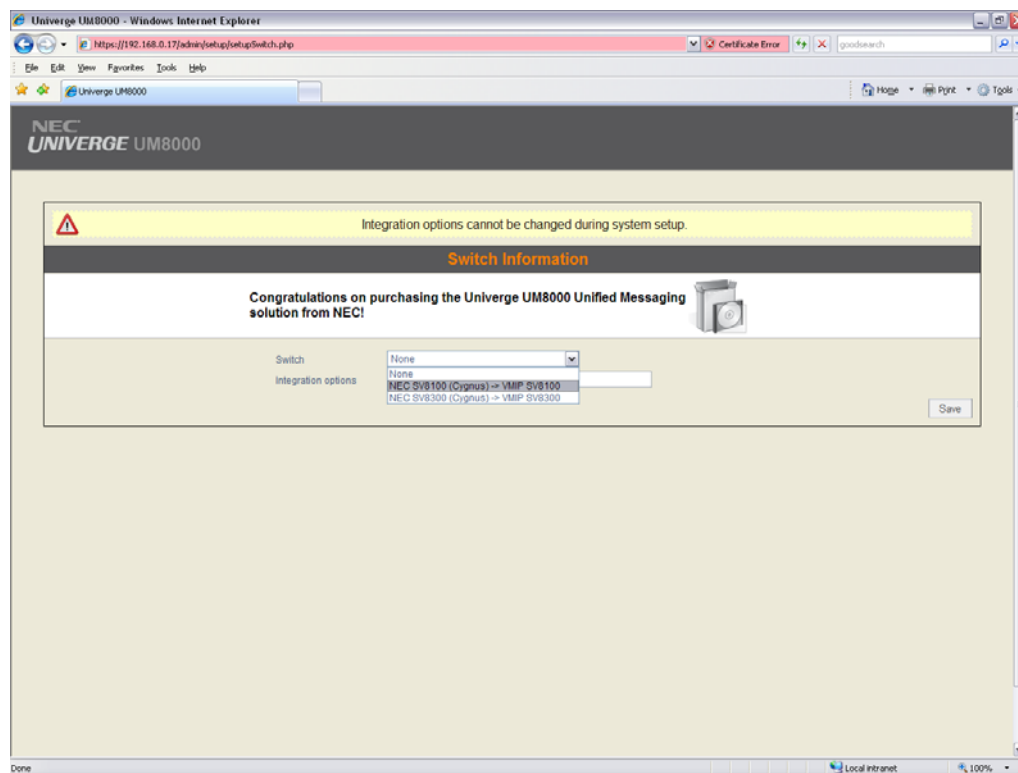 Univerge UM8000 - Windows Internet Explorer
https://192.168.0.17/admin/setup/setupSwitch.php
Certificate Error
goodsearch
File Edit View Favorites Tools Help
Univerge UM8000
Home Print Tools
NEC
UNIVERGE UM8000
Integration options cannot be changed during system setup.
Switch Information
Congratulations on purchasing the Univerge UM8000 Unified Messaging
solution from NEC!
Switch None
None
Integration options
NEC SV8100 (Cygnus) -> VMIP SV8100
NEC SV8300 (Cygnus) -> VMIP SV8300
Save
Done
Local intranet
100%